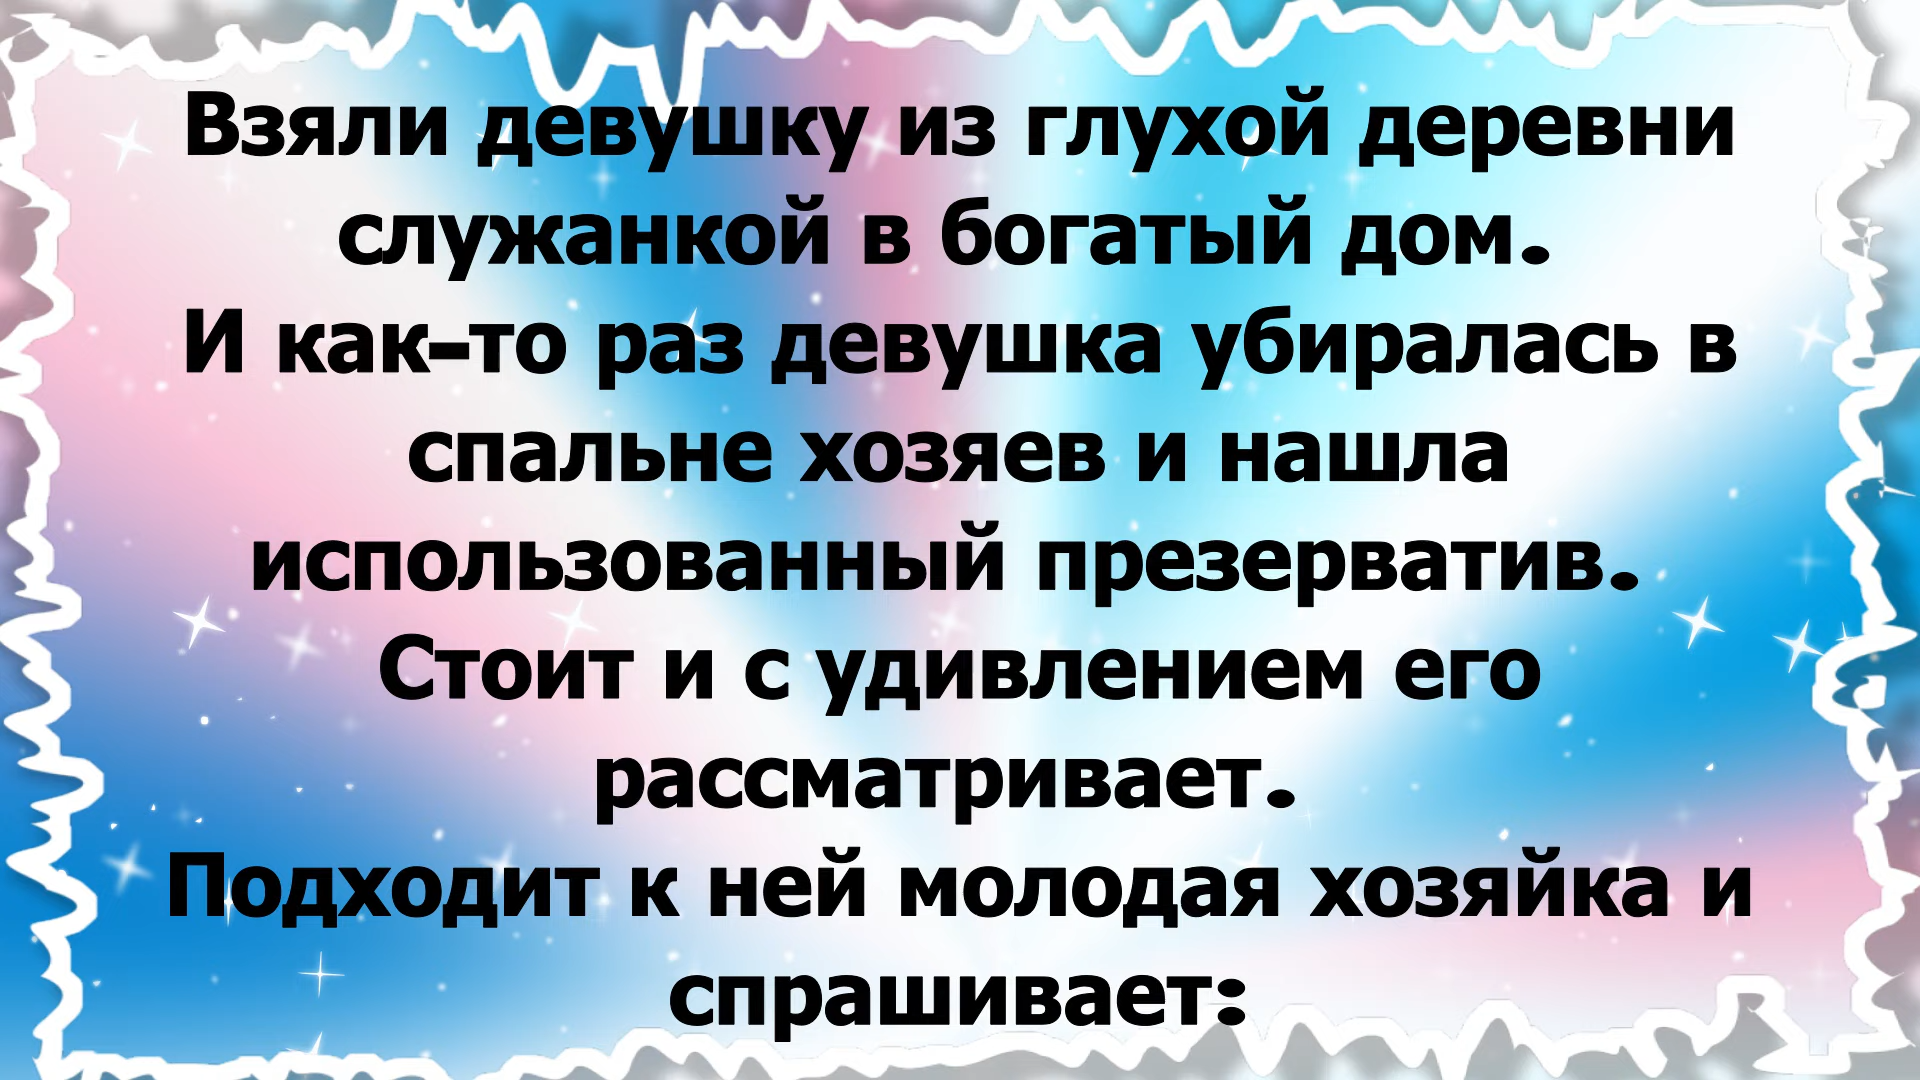 Взяли девушку из глухой деревни
служанкой в богатый дом.
И как-то раз девушка убиралась в
спальне хозяев и нашла
использованный презерватив.
Стоит и с удивлением его
рассматривает.
Подходит к ней молодая хозяйка и
спрашивает: